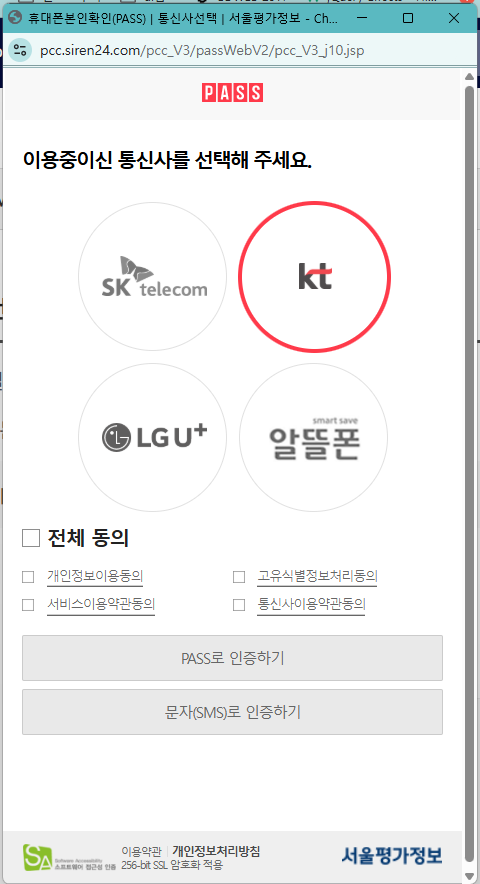 휴대폰본인확인(PASS) | 통신사선택 | 서울평가정보 - Ch...
pcc.siren24.com/pcc_V3/passWebV2/pcc_V3_j10.jsp
PASS
이용중이신 통신사를 선택해 주세요.
SK telecom
kt
LG U+
smart save
알뜰폰
전체 동의
개인정보이용동의
고유식별정보처리동의
서비스이용약관동의
통신사이용약관동의
PASS로 인증하기
문자(SMS)로 인증하기
SA
Software Accessibility
소프트웨어 접근성 인증
이용약관 | 개인정보처리방침
256-bit SSL 암호화 적용
서울평가정보